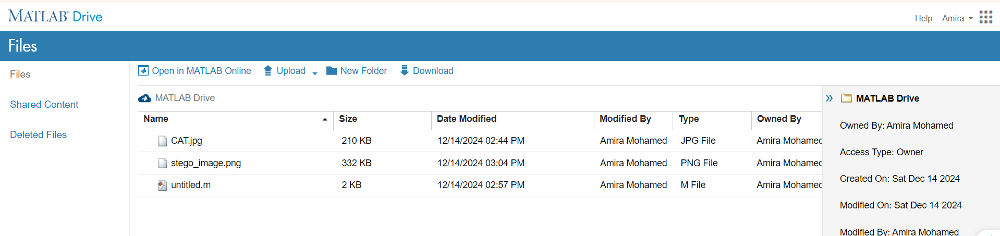 MATLAB® Drive
Help Amira
Files
Files
Shared Content
Deleted Files
Open in MATLAB Online Upload New Folder Download
MATLAB Drive
Name Size Date Modified Modified By Type Owned By
CAT.jpg 210 KB 12/14/2024 02:44 PM Amira Mohamed JPG File Amira Mohamed
stego_image.png 332 KB 12/14/2024 03:04 PM Amira Mohamed PNG File Amira Mohamed
untitled.m 2 KB 12/14/2024 02:57 PM Amira Mohamed M File Amira Mohamed
MATLAB Drive
Owned By: Amira Mohamed
Access Type: Owner
Created On: Sat Dec 14 2024
Modified On: Sat Dec 14 2024
Modified By: Amira Mohamed